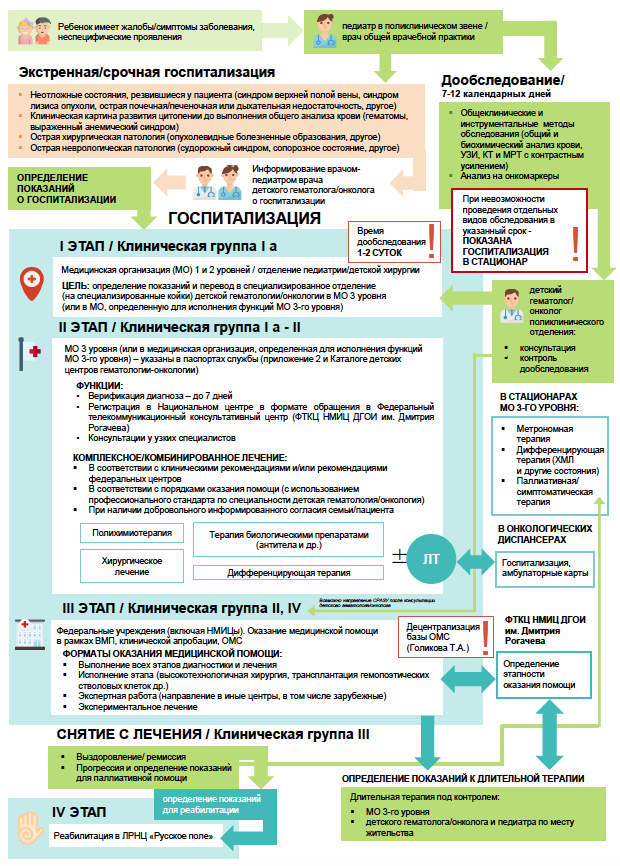 Ребенок имеет жалобы/симптомы заболевания,
неспецифические проявления
педиатр в поликлиническом звене /
врач общей врачебной практики
Экстренная/срочная госпитализация
▪ Неотложные состояния, резвившиеся у пациента (синдром верхней полой вены, синдром
лизиса опухоли, острая почечная/печеночная или дыхательная недостаточность, другое)
▪ Клиническая картина развития цитопении до выполнения общего анализа крови (гематомы,
выраженный анемический синдром)
▪ Острая хирургическая патология (опухолевидные болезненные образования, другое)
▪ Острая неврологическая патология (судорожный синдром, сопорозное состояние, другое)
Дообследование/
7-12 календарных дней
▪ Общеклинические и
инструментальные методы
обследования (общий и
биохимический анализ крови,
УЗИ, КТ и МРТ с контрастным
усилением)
▪ Анализ на онкомаркеры
При невозможности
проведения отдельных
видов обследования в
указанный срок -
ПОКАЗАНА
ГОСПИТАЛИЗАЦИЯ
В СТАЦИОНАР
!
ОПРЕДЕЛЕНИЕ
ПОКАЗАНИЙ
О ГОСПИТАЛИЗАЦИИ
Информирование врачом-
педиатром врача
детского гематолога/онколога
о госпитализации
ГОСПИТАЛИЗАЦИЯ
I ЭТАП / Клиническая группа I а
Время
дообследования
1-2 СУТОК
!
Медицинская организация (МО) 1 и 2 уровней / отделение педиатрии/детской хирургии
ЦЕЛЬ: определение показаний и перевод в специализированное отделение
(на специализированные койки) детской гематологии/онкологии в МО 3 уровня
(или в МО, определенную для исполнения функций МО 3-го уровня)
детский
гематолог/
онколог
поликлинического
отделения:
▪ консультация
▪ контроль
дообследования
II ЭТАП / Клиническая группа I а - II
МО 3 уровня (или в медицинская организация, определенная для исполнения функций
МО 3-го уровня) – указаны в паспортах службы (приложение 2 и Каталоге детских
центров гематологии-онкологии)
ФУНКЦИИ:
• Верификация диагноза – до 7 дней
• Регистрация в Национальном центре в формате обращения в Федеральный
телекоммуникационный консультативный центр (ФТКЦ НМИЦ ДГОИ им. Дмитрия
Рогачева)
• Консультации у узких специалистов
КОМПЛЕКСНОЕ/КОМБИНИРОВАННОЕ ЛЕЧЕНИЕ:
▪ В соответствии с клиническими рекомендациями и/или рекомендациями
федеральных центров
▪ В соответствии с порядками оказания помощи (с использованием
профессионального стандарта по специальности детская гематология/онкология)
▪ При наличии добровольного информированного согласия семьи/пациента
Полихимиотерапия
Терапия биологическими препаратами
(антитела и др.)
Хирургическое
лечение
Дифференцирующая терапия
±
ЛТ
В СТАЦИОНАРАХ
МО 3-ГО УРОВНЯ:
▪ Метрономная
терапия
▪ Дифференцирующая
терапия (ХМЛ
и другие состояния)
▪ Паллиативная/
симптоматическая
терапия
В ОНКОЛОГИЧЕСКИХ
ДИСПАНСЕРАХ
Госпитализация,
амбулаторные карты
Возможно направление СРАЗУ после консультации
детского гематолога/онколога
III ЭТАП / Клиническая группа II, IV
Федеральные учреждения (включая НМИЦы). Оказание медицинской помощи
в рамках ВМП, клинической апробации, ОМС
ФОРМАТЫ ОКАЗАНИЯ МЕДИЦИНСКОЙ ПОМОЩИ:
▪ Выполнение всех этапов диагностики и лечения
▪ Исполнение этапа (высокотехнологичная хирургия, трансплантация гемопоэтических
стволовых клеток др.)
▪ Экспертная работа (направление в иные центры, в том числе зарубежные)
▪ Экспериментальное лечение
Децентрализация
базы ОМС
(Голикова Т.А.)
!
ФТКЦ НМИЦ ДГОИ
им. Дмитрия
Рогачева
Определение
этапности
оказания помощи
СНЯТИЕ С ЛЕЧЕНИЯ / Клиническая группа III
▪ Выздоровление/ ремиссия
▪ Прогрессия и определение показаний
для паллиативной помощи
определение показаний
для реабилитации
IV ЭТАП
Реабилитация в ЛРНЦ «Русское поле»
ОПРЕДЕЛЕНИЕ ПОКАЗАНИЙ К ДЛИТЕЛЬНОЙ ТЕРАПИИ
Длительная терапия под контролем:
▪ МО 3-го уровня
▪ детского гематолога/онколога и педиатра по месту
жительства